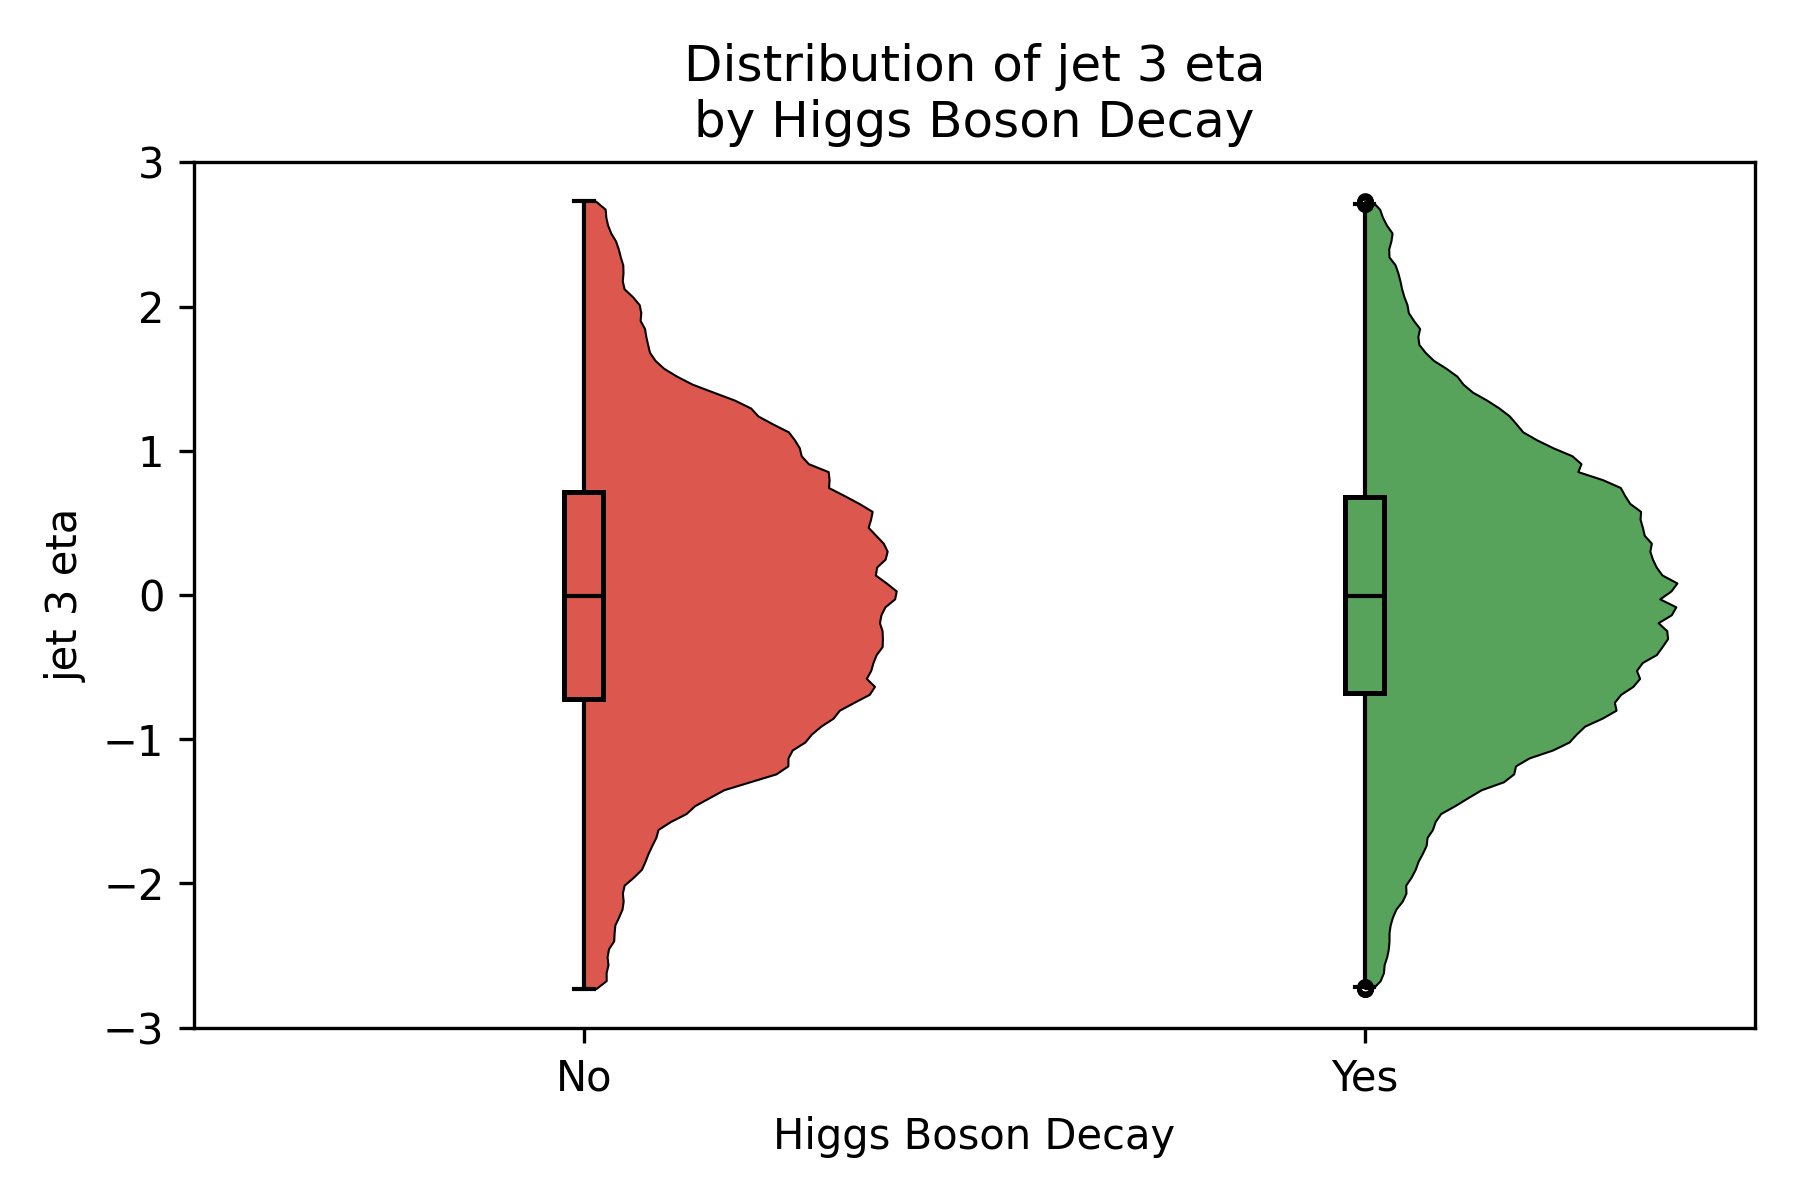 Distribution of jet 3 eta
by Higgs Boson Decay
3
2
1
0
−1
−2
−3
jet 3 eta
No
Yes
Higgs Boson Decay